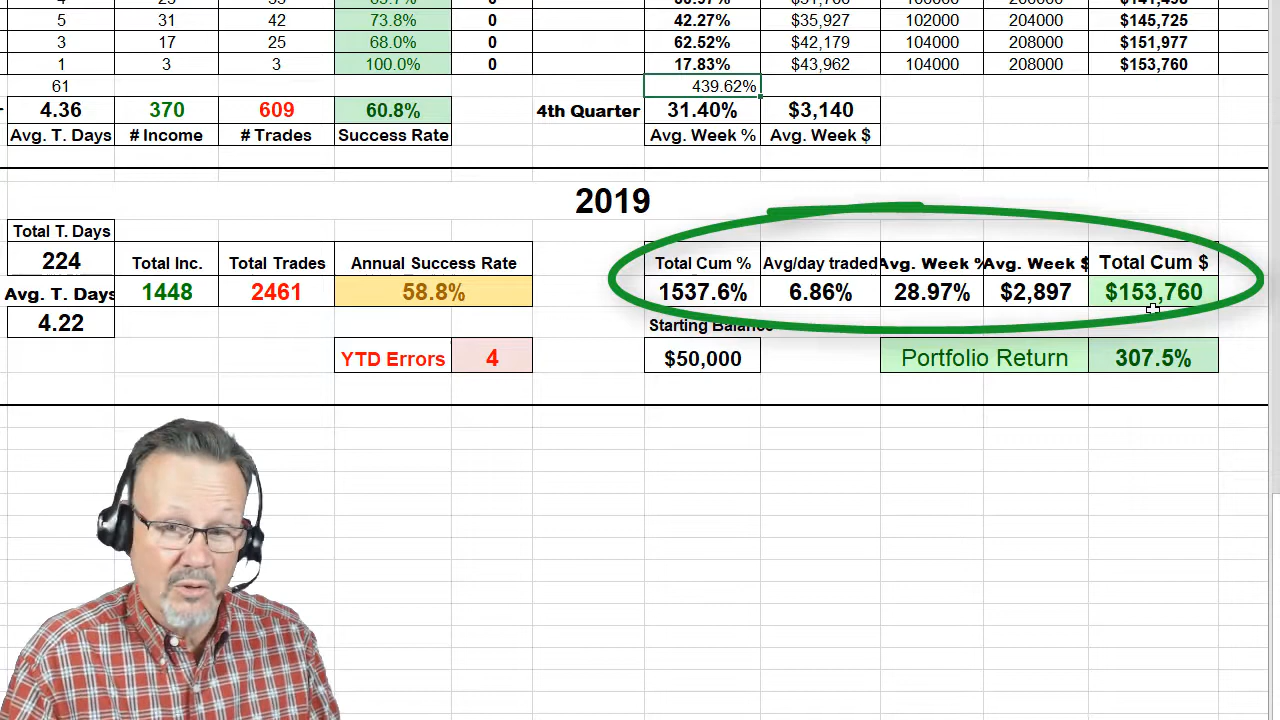 5 31 42 73.8% 0 42.27% $35,927 102000 204000 $145,725
3 17 25 68.0% 0 62.52% $42,179 104000 208000 $151,977
1 3 3 100.0% 0 17.83% $43,962 104000 208000 $153,760
61 439.62%
4.36 370 609 60.8% 4th Quarter 31.40% $3,140
Avg. T. Days # Income # Trades Success Rate Avg. Week % Avg. Week $
2019
Total T. Days
224 Total Inc. Total Trades Annual Success Rate Total Cum % Avg/day traded Avg. Week % Avg. Week $ Total Cum $
Avg. T. Days 1448 2461 58.8% 1537.6% 6.86% 28.97% $2,897 $153,760
4.22 Starting Balance
YTD Errors 4 $50,000 Portfolio Return 307.5%